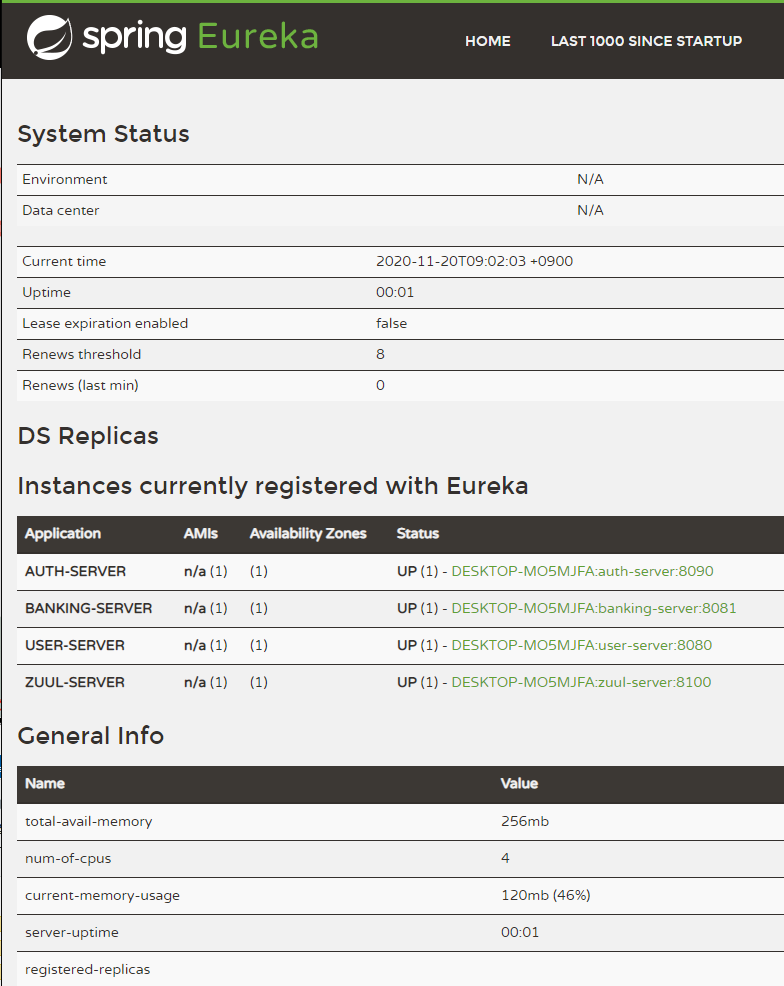 spring Eureka HOME LAST 1000 SINCE STARTUP
System Status
Environment N/A
Data center N/A
Current time 2020-11-20T09:02:03 +0900
Uptime 00:01
Lease expiration enabled false
Renews threshold 8
Renews (last min) 0
DS Replicas
Instances currently registered with Eureka
Application AMIs Availability Zones Status
AUTH-SERVER n/a (1) (1) UP (1) - DESKTOP-MO5MJFA:auth-server:8090
BANKING-SERVER n/a (1) (1) UP (1) - DESKTOP-MO5MJFA:banking-server:8081
USER-SERVER n/a (1) (1) UP (1) - DESKTOP-MO5MJFA:user-server:8080
ZUUL-SERVER n/a (1) (1) UP (1) - DESKTOP-MO5MJFA:zuul-server:8100
General Info
Name Value
total-avail-memory 256mb
num-of-cpus 4
current-memory-usage 120mb (46%)
server-uptime 00:01
registered-replicas